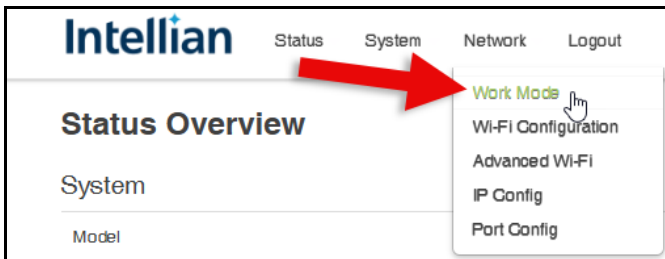 Intellian Status System Network Logout
Work Mode
Status Overview
Wi-Fi Configuration
Advanced Wi-Fi
System
IP Config
Model
Port Config